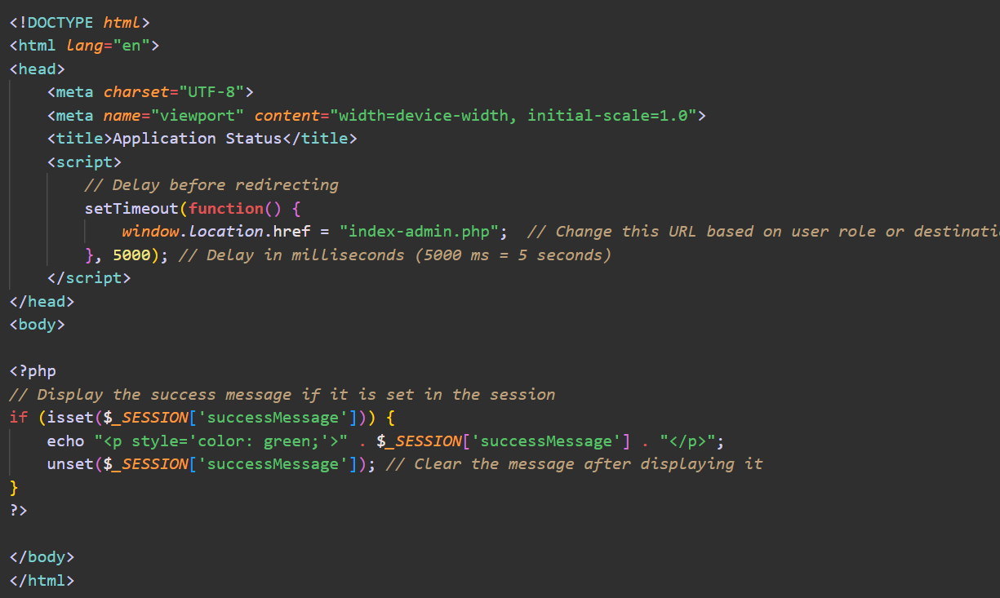 <!DOCTYPE html>
<html lang="en">
<head>
    <meta charset="UTF-8">
    <meta name="viewport" content="width=device-width, initial-scale=1.0">
    <title>Application Status</title>
    <script>
        // Delay before redirecting
        setTimeout(function() {
            window.location.href = "index-admin.php";  // Change this URL based on user role or
        }, 5000); // Delay in milliseconds (5000 ms = 5 seconds)
    </script>
</head>
<body>

<?php
// Display the success message if it is set in the session
if (isset($_SESSION['successMessage'])) {
    echo "<p style='color: green;'>" . $_SESSION['successMessage'] . "</p>";
    unset($_SESSION['successMessage']); // Clear the message after displaying it
}
?>

</body>
</html>